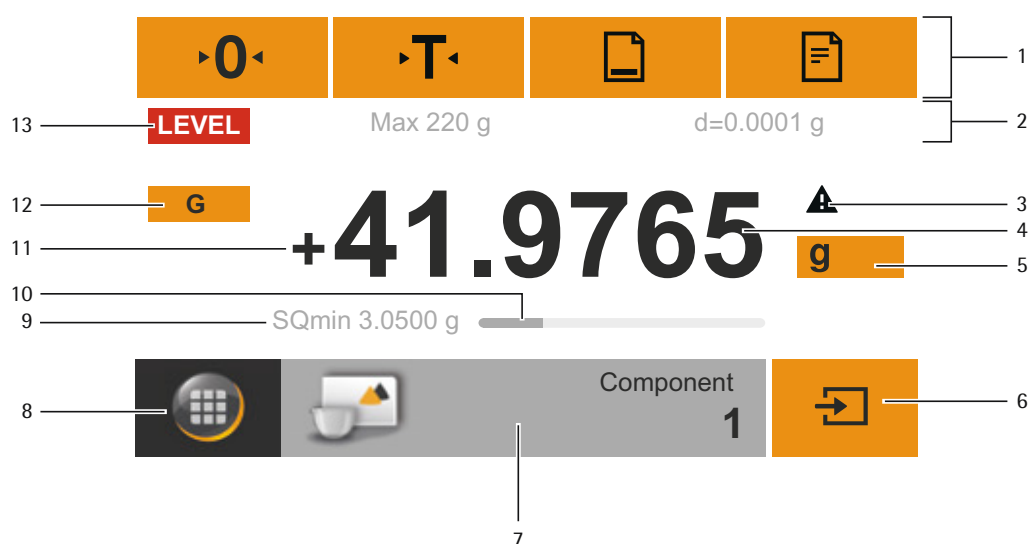 0 T 1
13 LEVEL Max 220 g d=0.0001 g 2
12 G 3
+41.9765 4
11 g 5
10
9 SQmin 3.0500 g
Component
8 1 6
7